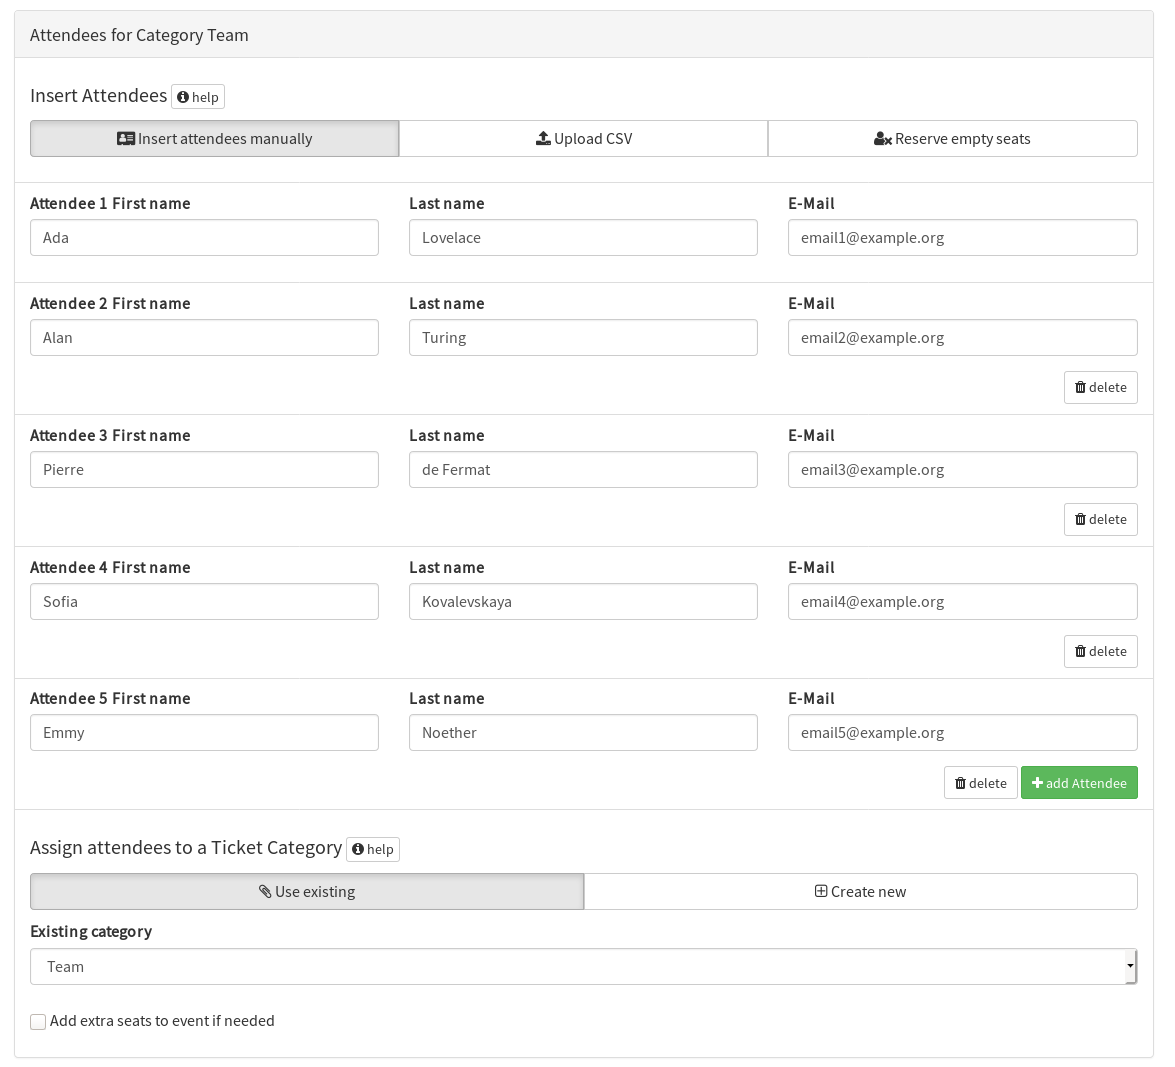 Attendees for Category Team
Insert Attendees help
Insert attendees manually Upload CSV Reserve empty seats
Attendee 1 First name Last name E-Mail
Ada Lovelace email1@example.org
Attendee 2 First name Last name E-Mail
Alan Turing email2@example.org
delete
Attendee 3 First name Last name E-Mail
Pierre de Fermat email3@example.org
delete
Attendee 4 First name Last name E-Mail
Sofia Kovalevskaya email4@example.org
delete
Attendee 5 First name Last name E-Mail
Emmy Noether email5@example.org
delete add Attendee
Assign attendees to a Ticket Category help
Use existing Create new
Existing category
Team
Add extra seats to event if needed